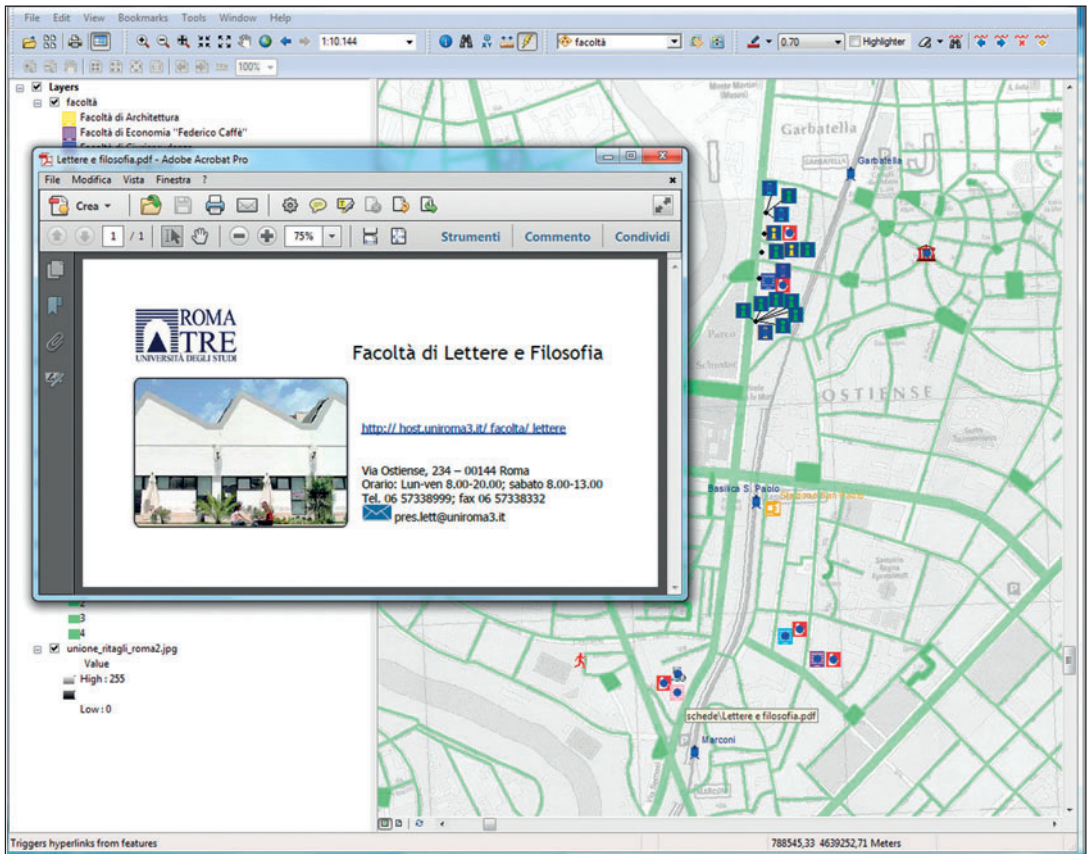 File Edit View Bookmarks Tools Window Help
1:10.144
facoltà
0.70
Highlighter
100%
Layers
facoltà
Facoltà di Architettura
Facoltà di Economia "Federico Caffè"
Lettere e filosofia.pdf - Adobe Acrobat Pro
File Modifica Vista Finestra ?
Crea
1 / 1
75%
Strumenti
Commento
Condividi
ROMA
TRE
UNIVERSITÀ DEGLI STUDI
Facoltà di Lettere e Filosofia
http:// host.uniroma3.it/ facolta/ lettere
Via Ostiense, 234 – 00144 Roma
Orario: Lun-ven 8.00-20.00; sabato 8.00-13.00
Tel. 06 57338999; fax 06 57338332
pres.lett@uniroma3.it
2
3
4
unione_ritagli_roma2.jpg
Value
High : 255
Low : 0
Garbatella
GARBATELLA
Garbatella
Parco
Schuster
OSTIENSE
Basilica S. Paolo
schede\Lettere e filosofia.pdf
Marconi
MARCONI
Triggers hyperlinks from features
788545,33 4639252,71 Meters